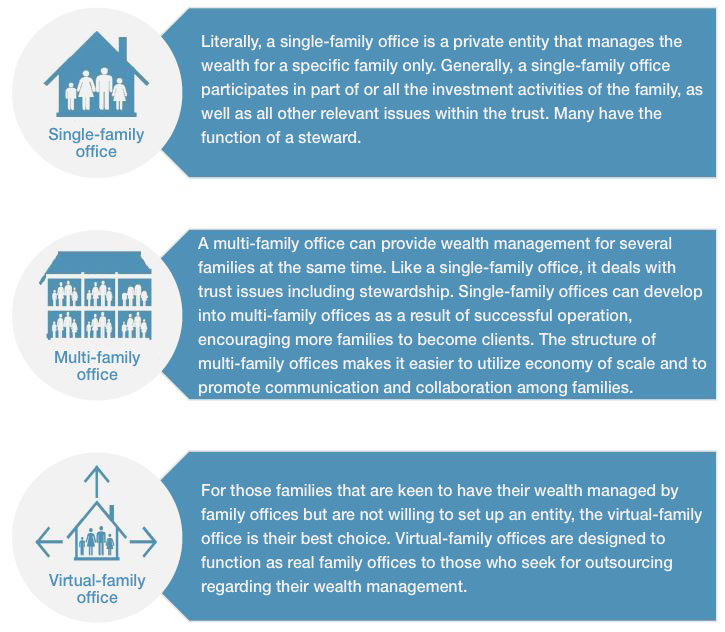 Single-family
office
Literally, a single-family office is a private entity that manages the
wealth for a specific family only. Generally, a single-family office
participates in part of or all the investment activities of the family, as
well as all other relevant issues within the trust. Many have the
function of a steward.
Multi-family
office
A multi-family office can provide wealth management for several
families at the same time. Like a single-family office, it deals with
trust issues including stewardship. Single-family offices can develop
into multi-family offices as a result of successful operation,
encouraging more families to become clients. The structure of
multi-family offices makes it easier to utilize economy of scale and to
promote communication and collaboration among families.
Virtual-family
office
For those families that are keen to have their wealth managed by
family offices but are not willing to set up an entity, the virtual-family
office is their best choice. Virtual-family offices are designed to
function as real family offices to those who seek for outsourcing
regarding their wealth management.